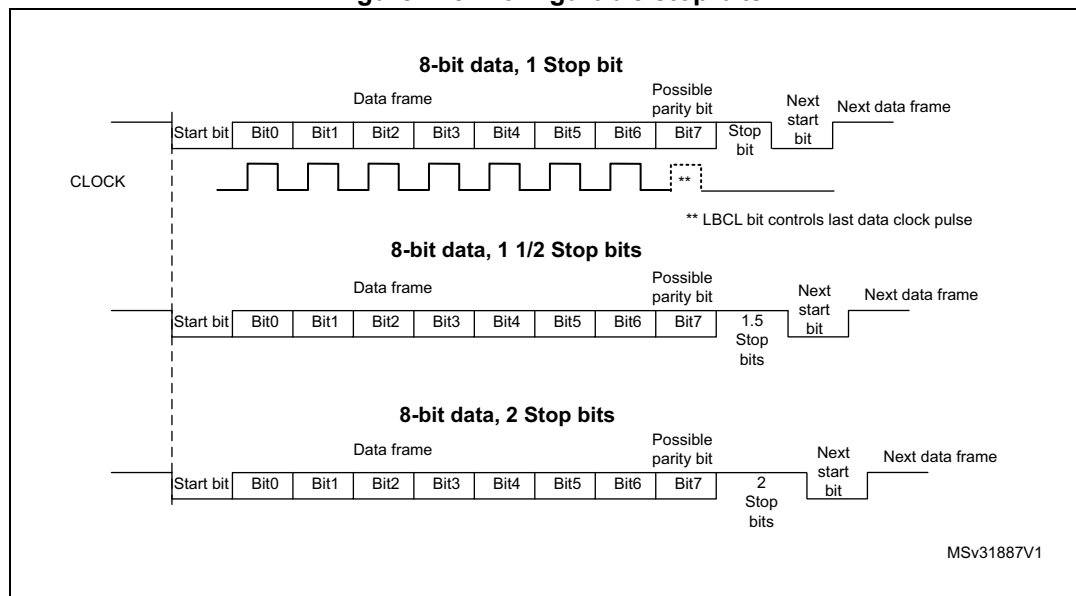 8-bit data, 1 Stop bit
Data frame
Possible
parity bit
Next
start
bit
Next data frame
Start bit Bit0 Bit1 Bit2 Bit3 Bit4 Bit5 Bit6 Bit7 Stop
bit
CLOCK
**
** LBCL bit controls last data clock pulse
8-bit data, 1 1/2 Stop bits
Data frame
Possible
parity bit
Next
start
bit
Next data frame
Start bit Bit0 Bit1 Bit2 Bit3 Bit4 Bit5 Bit6 Bit7 1.5
Stop
bits
8-bit data, 2 Stop bits
Data frame
Possible
parity bit
Next
start
bit
Next data frame
Start bit Bit0 Bit1 Bit2 Bit3 Bit4 Bit5 Bit6 Bit7 2
Stop
bits
MSv31887V1